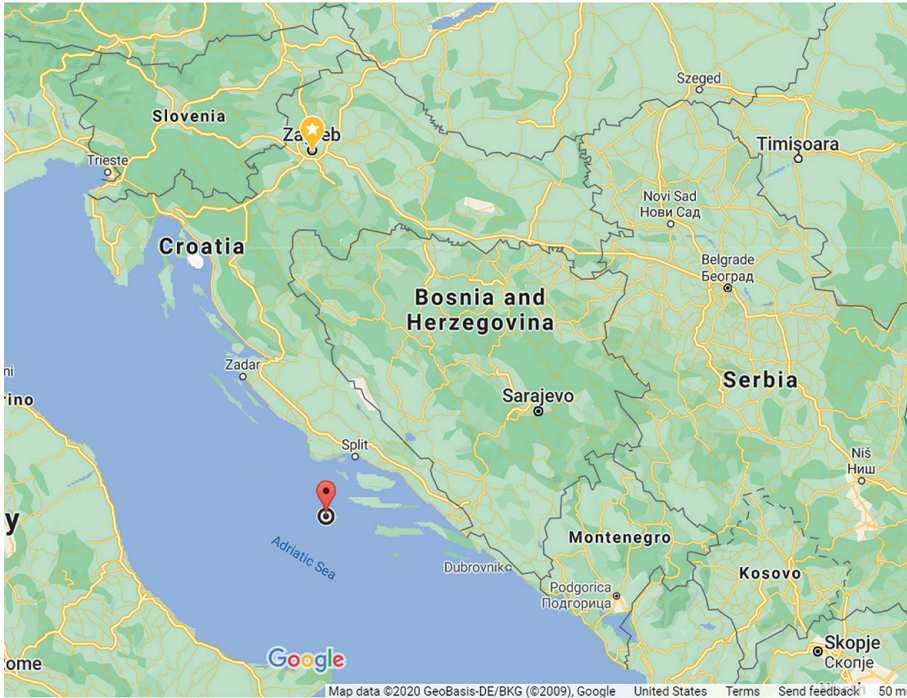 Szeged
Slovenia
Zagreb
Timișoara
Trieste
Novi Sad
Нови Сад
Croatia
Belgrade
Београд
Bosnia and
Herzegovina
Zadar
ni
Serbia
rino
Sarajevo
Split
Niš
Ниш
y
Adriatic Sea
Montenegro
Dubrovnik
Kosovo
Podgorica
Подгорица
Skopje
Скопје
ome
Google
Map data ©2020 GeoBasis-DE/BKG (©2009), Google United States Terms Send feedback 50 mi